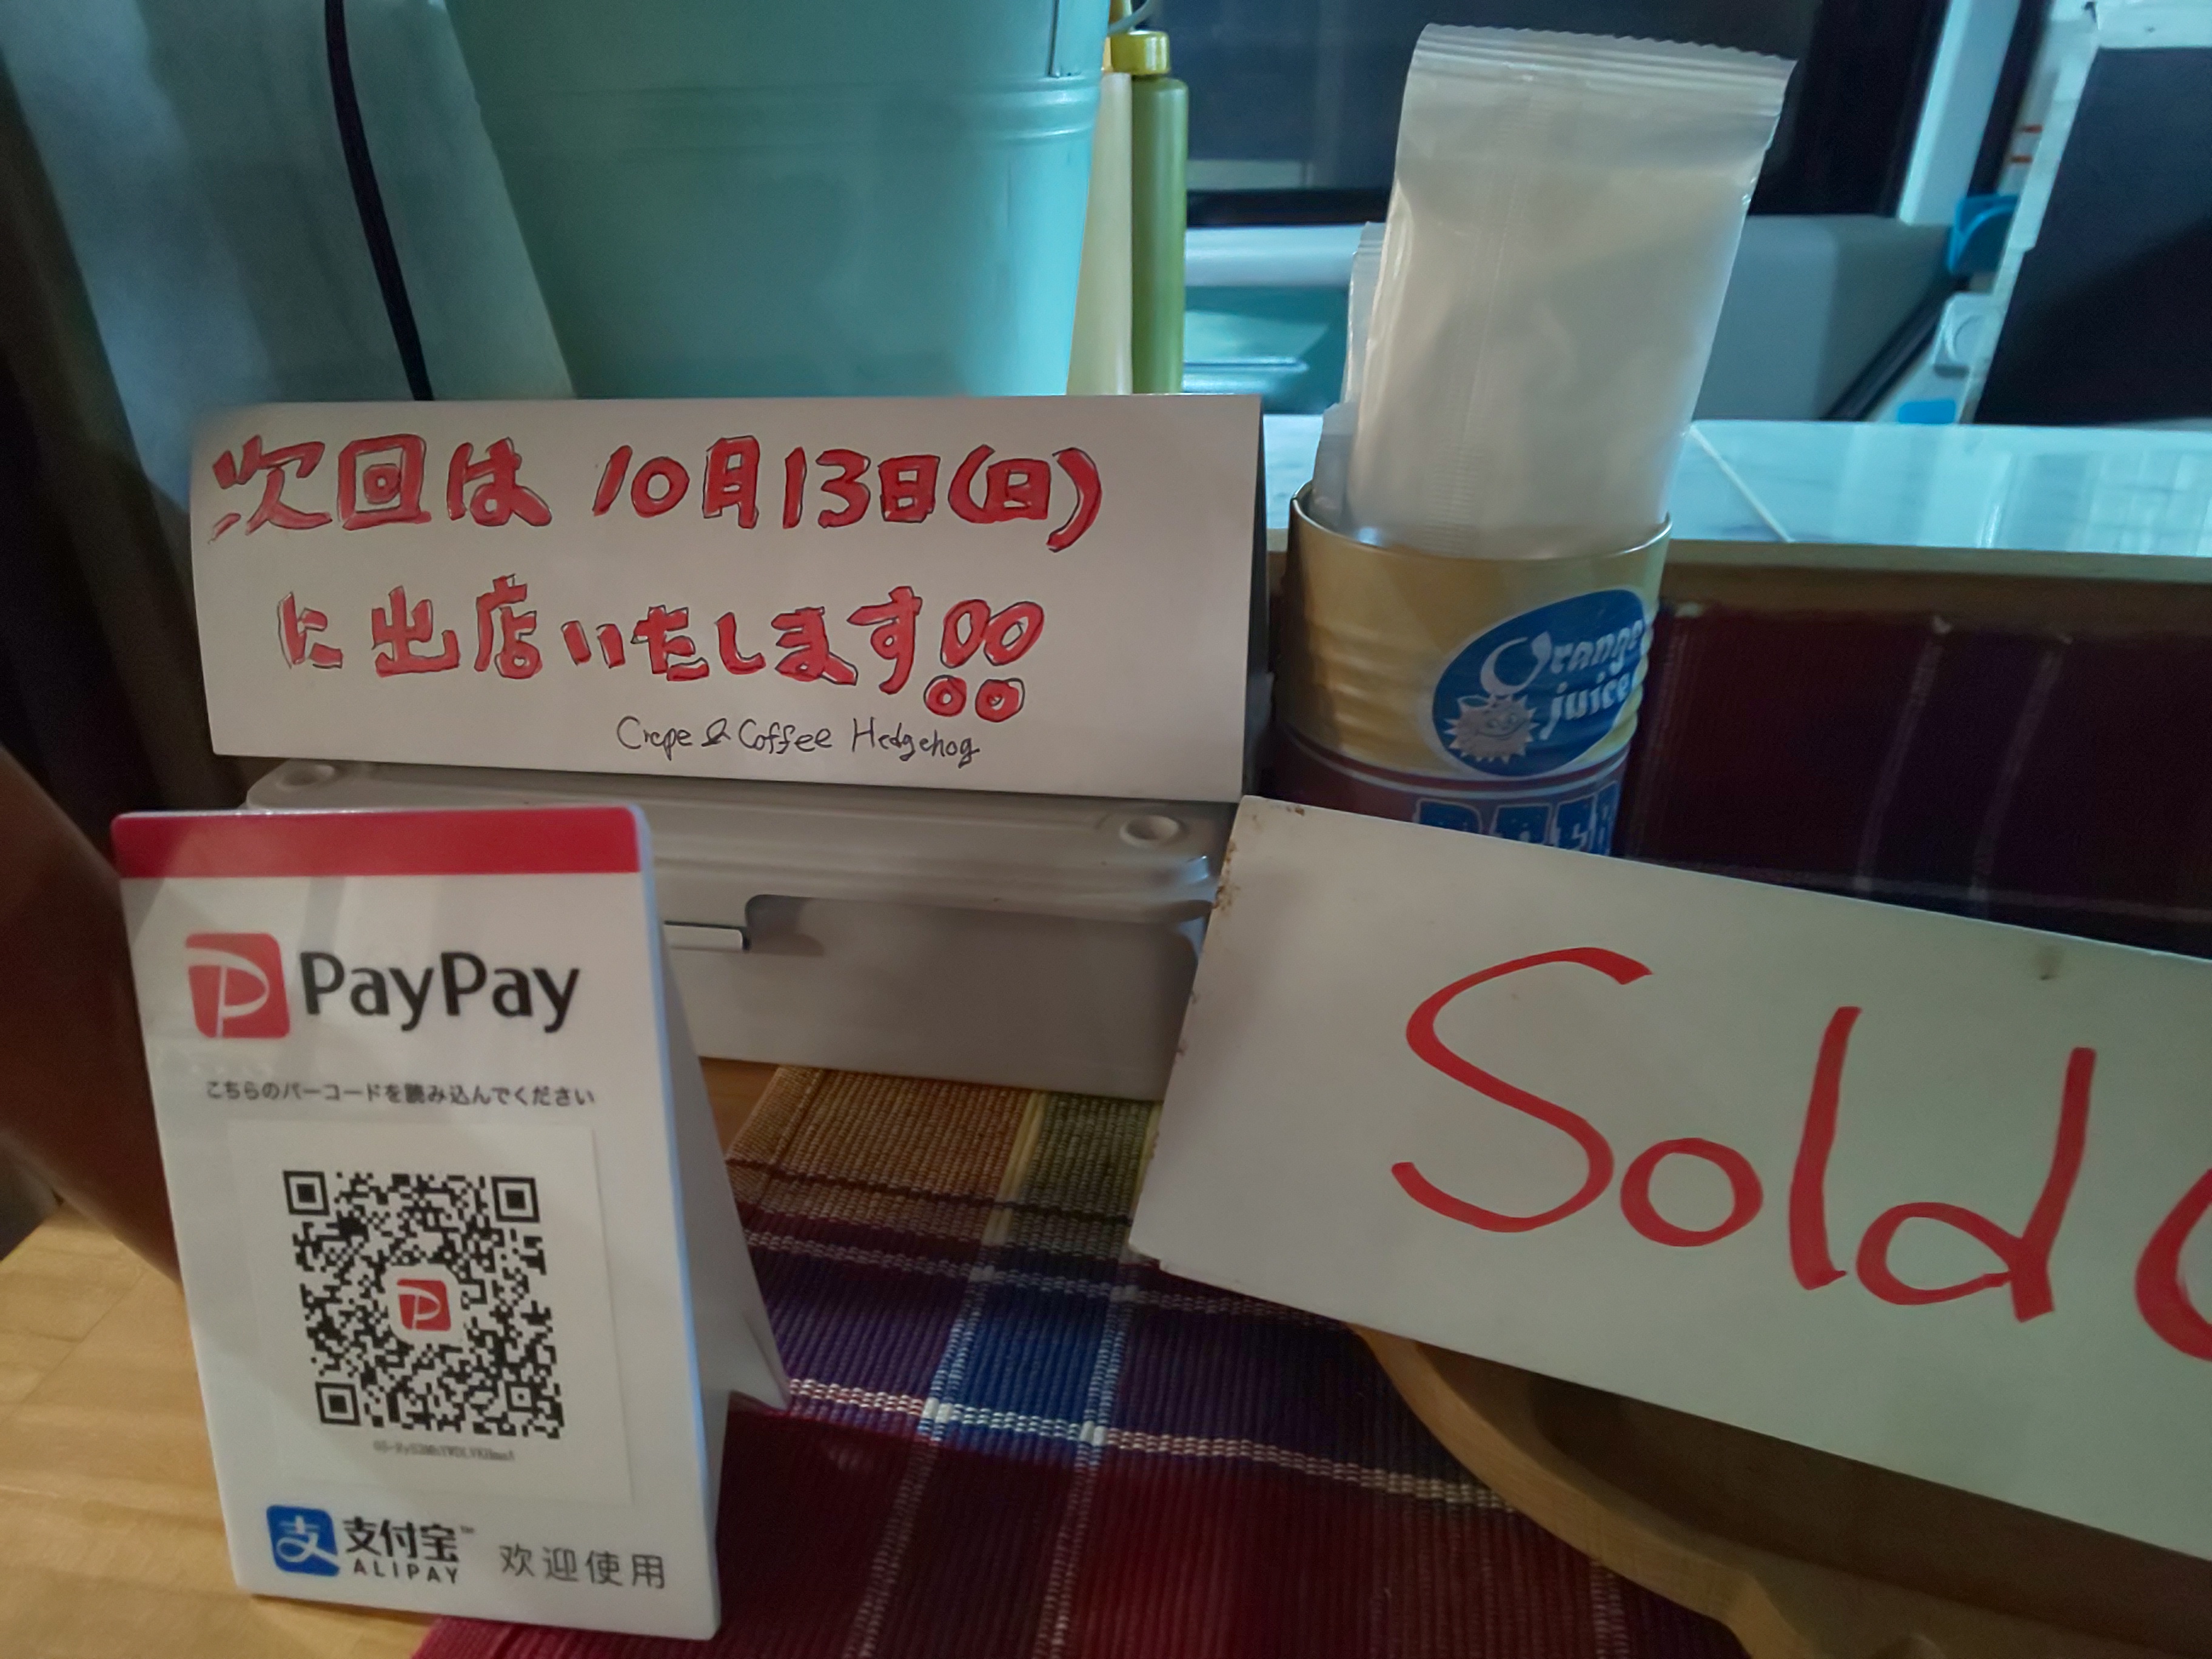 次回は 10月13日(日)
に出店いたします!!
Crepe & Coffee Hedgehog
Orange
juice
PayPay
こちらのバーコードを読み込んでください
支付宝™
ALIPAY
欢迎使用
Sold